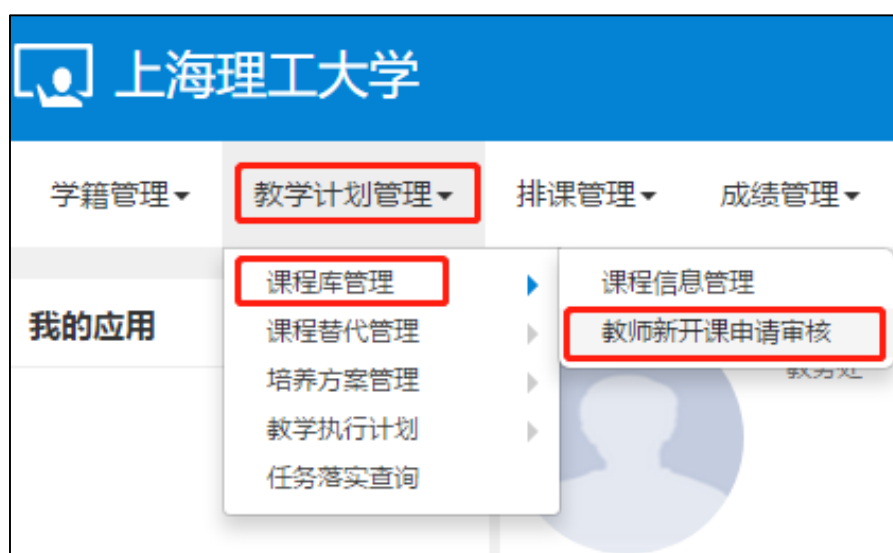 上海理工大学
学籍管理 教学计划管理 排课管理 成绩管理
课程库管理 课程信息管理
我的应用 课程替代管理 教师新开课申请审核
培养方案管理
教学执行计划
任务落实查询